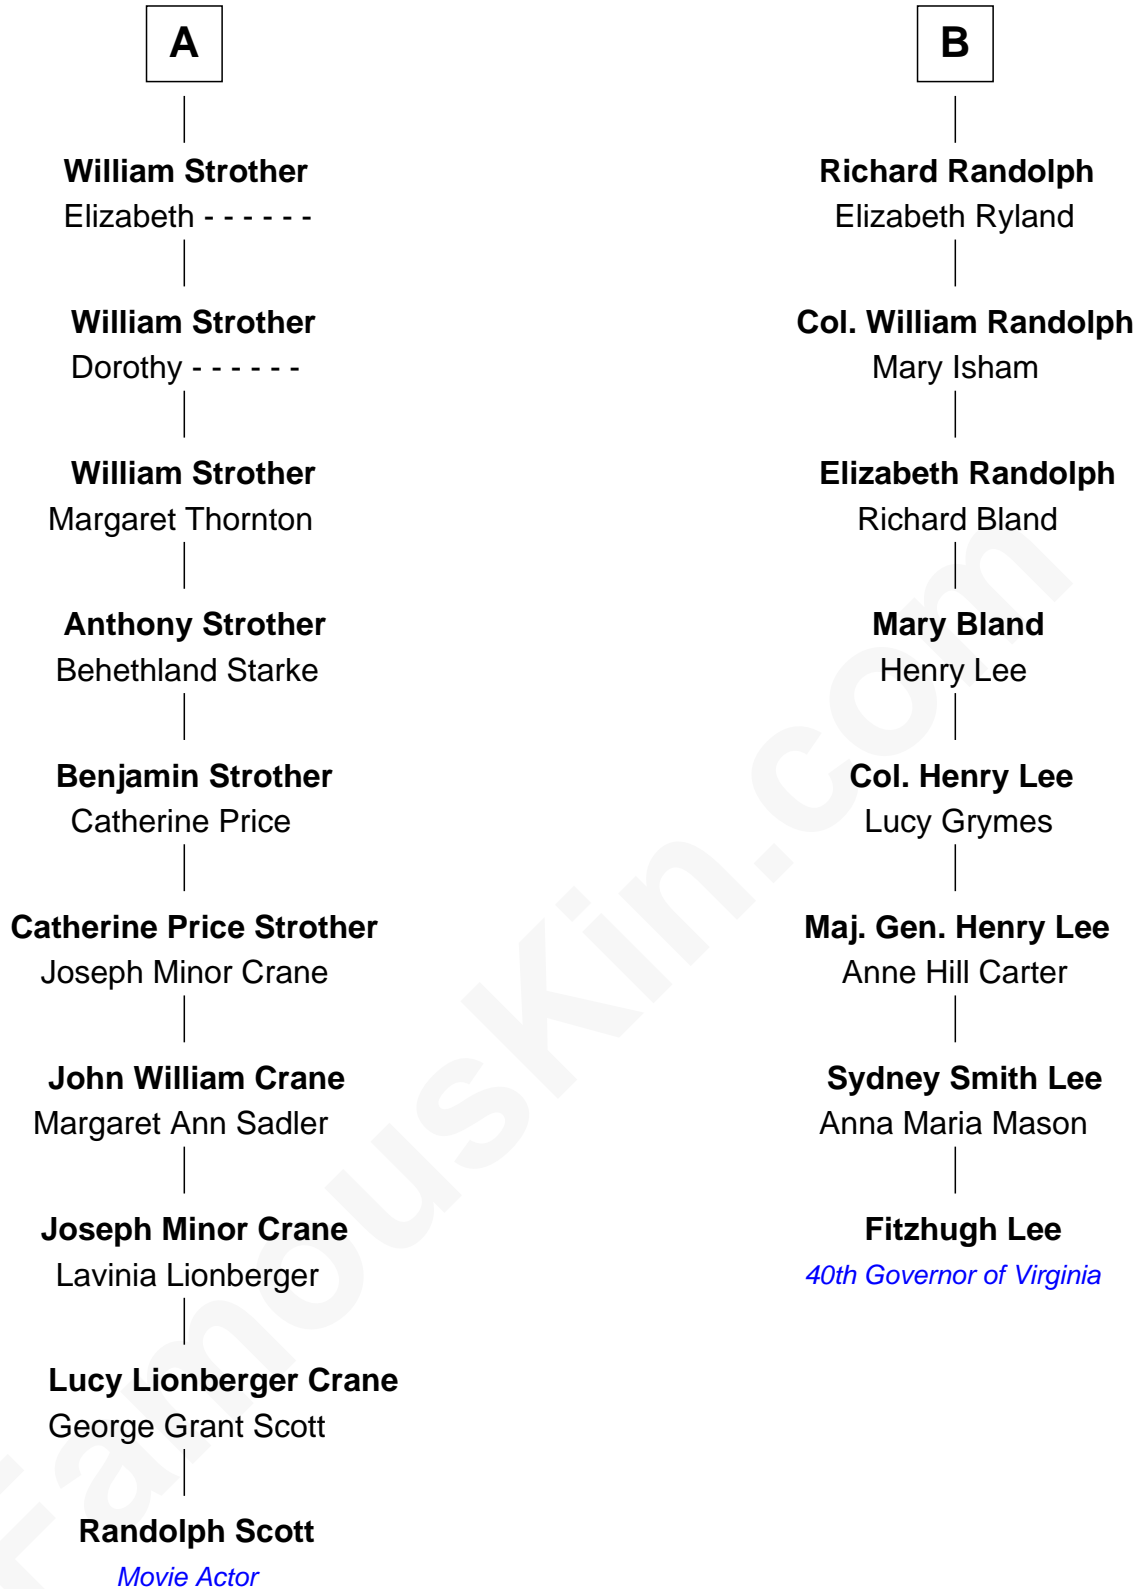 A
William Strother
Elizabeth - - - - - -
William Strother
Dorothy - - - - - -
William Strother
Margaret Thornton
Anthony Strother
Behethland Starke
Benjamin Strother
Catherine Price
Catherine Price Strother
Joseph Minor Crane
John William Crane
Margaret Ann Sadler
Joseph Minor Crane
Lavinia Lionberger
Lucy Lionberger Crane
George Grant Scott
Randolph Scott
Movie Actor
B
Richard Randolph
Elizabeth Ryland
Col. William Randolph
Mary Isham
Elizabeth Randolph
Richard Bland
Mary Bland
Henry Lee
Col. Henry Lee
Lucy Grymes
Maj. Gen. Henry Lee
Anne Hill Carter
Sydney Smith Lee
Anna Maria Mason
Fitzhugh Lee
40th Governor of Virginia
FamousKin.com